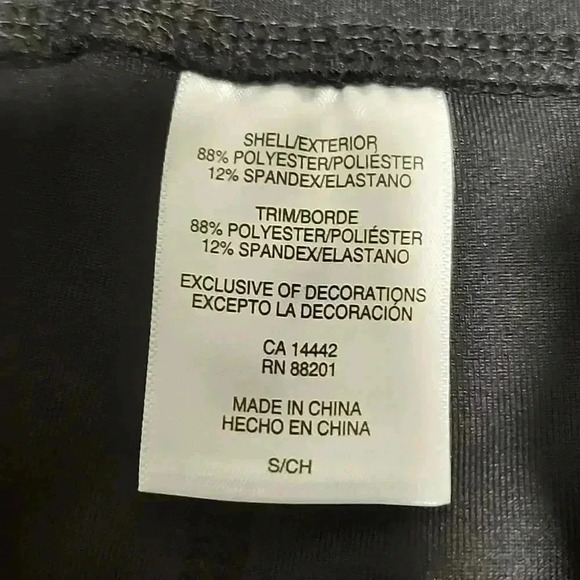 SHELL/EXTERIOR
88% POLYESTER/POLIÉSTER
12% SPANDEX/ELASTANO
TRIM/BORDE
88% POLYESTER/POLIÉSTER
12% SPANDEX/ELASTANO
EXCLUSIVE OF DECORATIONS
EXCEPTO LA DECORACIÓN
CA 14442
RN 88201
MADE IN CHINA
HECHO EN CHINA
S/CH